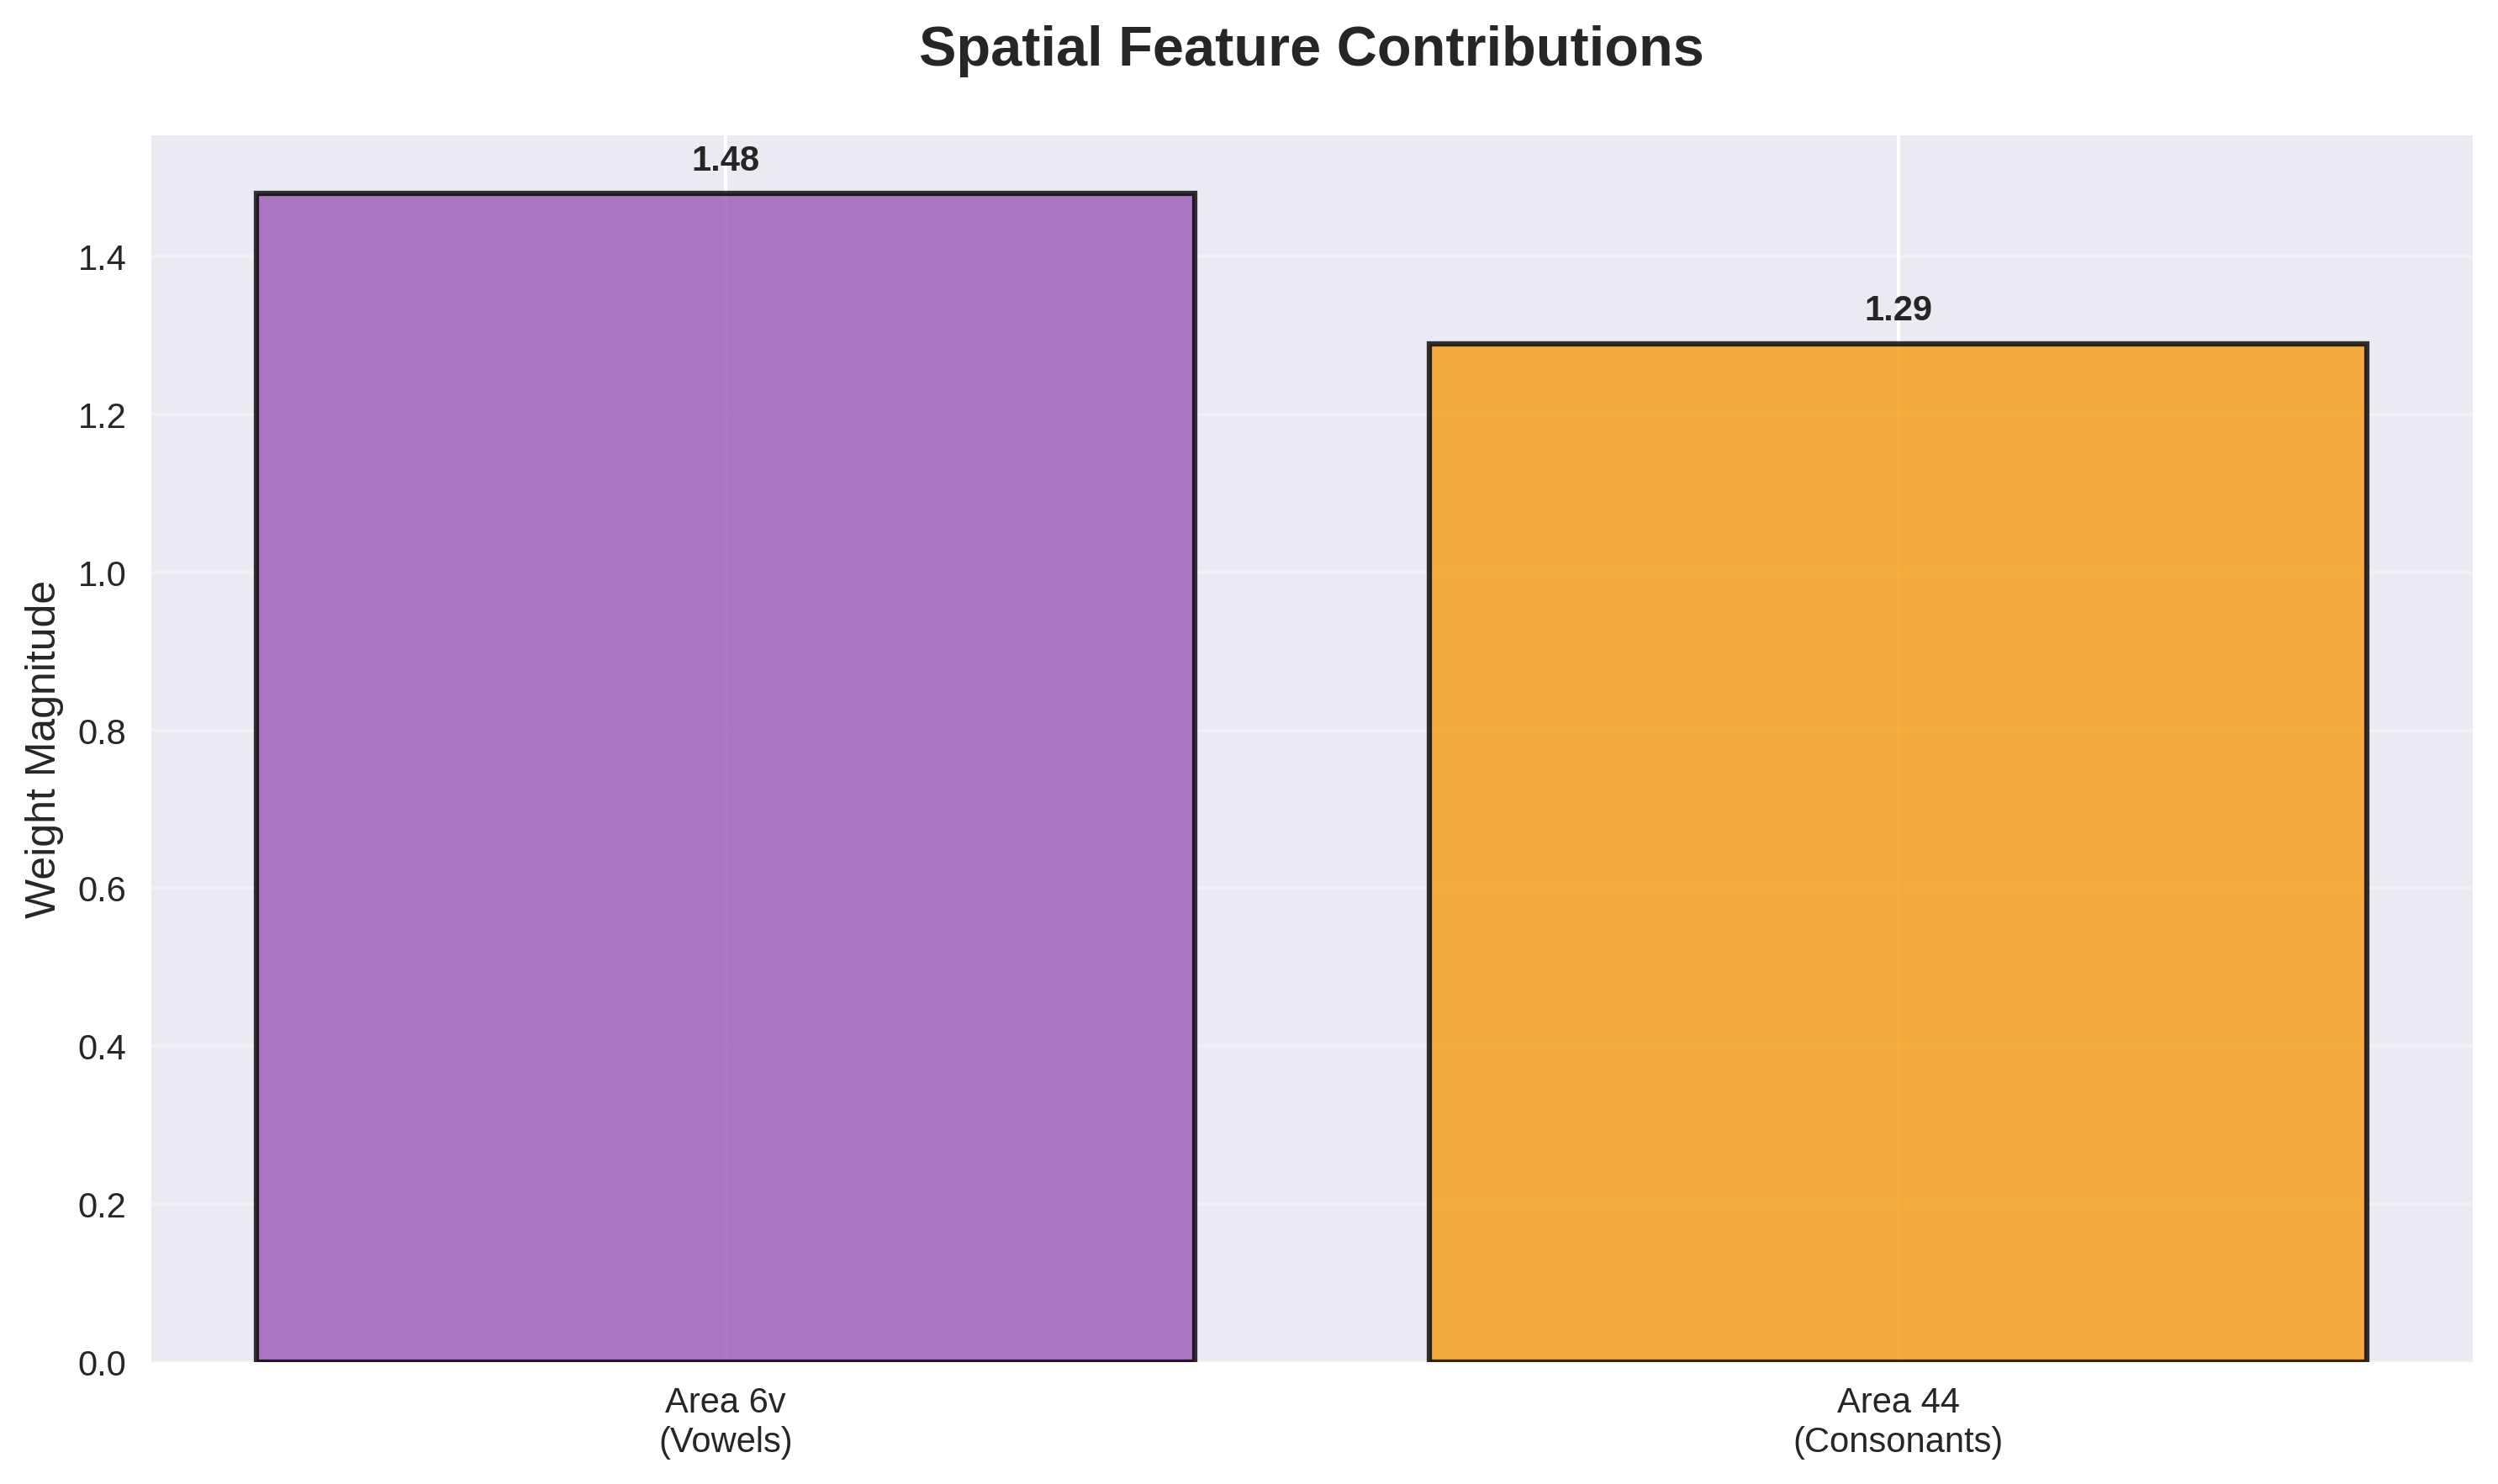 Spatial Feature Contributions
1.48
1.29
Weight Magnitude
1.4
1.2
1.0
0.8
0.6
0.4
0.2
0.0
Area 6v
(Vowels)
Area 44
(Consonants)